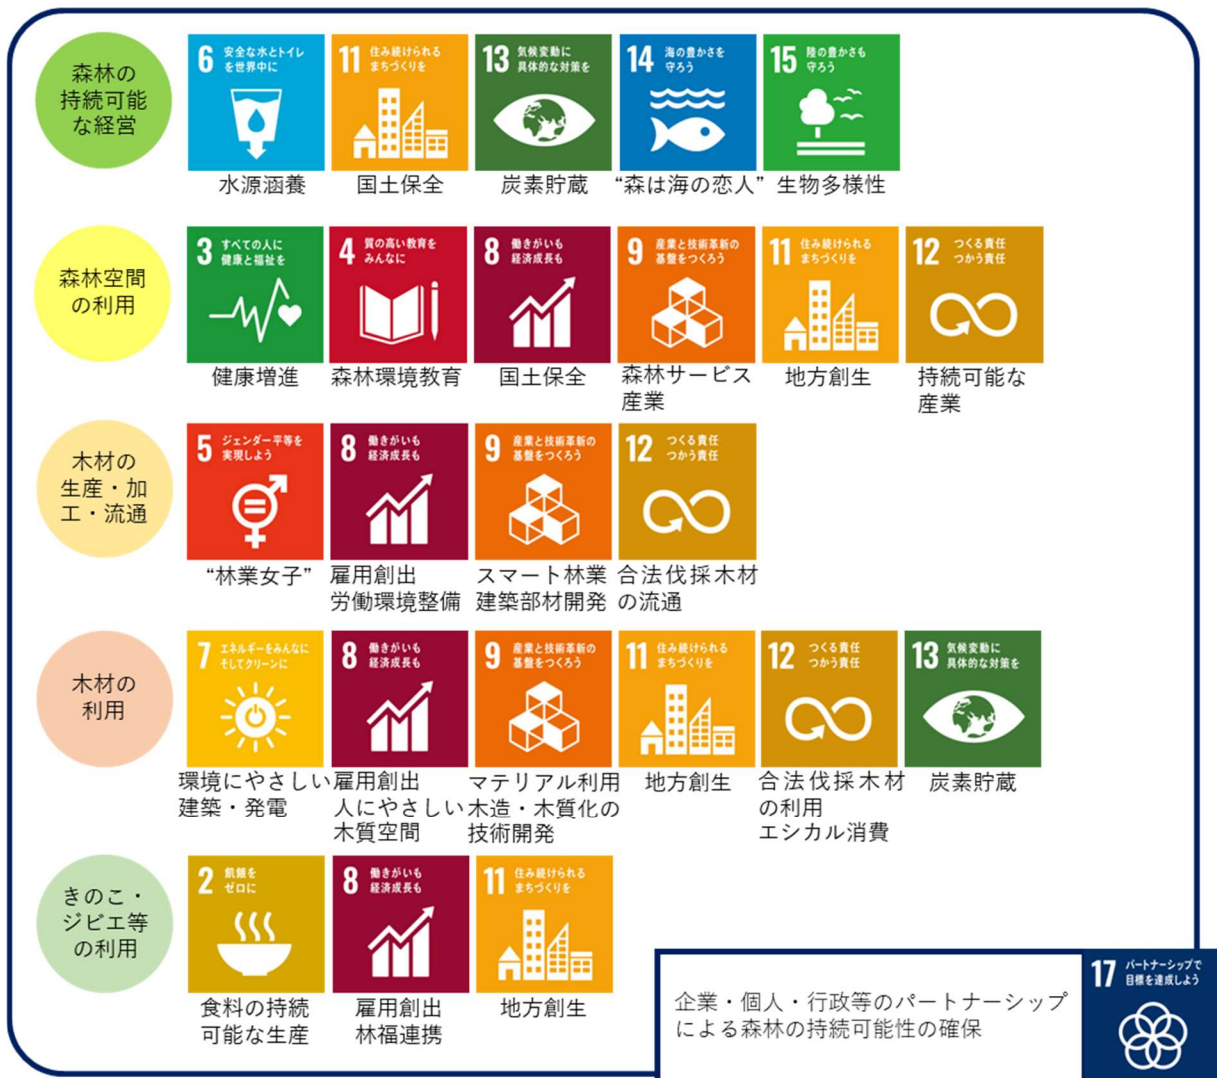 森林の
持続可能
な経営
6 安全な水とトイレ
を世界中に
水源涵養
11 住み続けられる
まちづくりを
国土保全
13 気候変動に
具体的な対策を
炭素貯蔵
14 海の豊かさを
守ろう
“森は海の恋人”
15 陸の豊かさも
守ろう
生物多様性
森林空間
の利用
3 すべての人に
健康と福祉を
健康増進
4 質の高い教育を
みんなに
森林環境教育
8 働きがいも
経済成長も
国土保全
9 産業と技術革新の
基盤をつくろう
森林サービス
産業
11 住み続けられる
まちづくりを
地方創生
12 つくる責任
つかう責任
持続可能な
産業
木材の
生産・加
工・流通
5 ジェンダー平等を
実現しよう
“林業女子”
8 働きがいも
経済成長も
雇用創出
労働環境整備
9 産業と技術革新の
基盤をつくろう
スマート林業
建築部材開発
12 つくる責任
つかう責任
合法伐採木材
の流通
木材の
利用
7 エネルギーをみんなに
そしてクリーンに
環境にやさしい
建築・発電
8 働きがいも
経済成長も
雇用創出
人にやさしい
木質空間
9 産業と技術革新の
基盤をつくろう
マテリアル利用
木造・木質化の
技術開発
11 住み続けられる
まちづくりを
地方創生
12 つくる責任
つかう責任
合法伐採木材
の利用
エシカル消費
13 気候変動に
具体的な対策を
炭素貯蔵
きのこ・
ジビエ等
の利用
2 飢餓を
ゼロに
食料の持続
可能な生産
8 働きがいも
経済成長も
雇用創出
林福連携
11 住み続けられる
まちづくりを
地方創生
企業・個人・行政等のパートナーシップ
による森林の持続可能性の確保
17 パートナーシップで
目標を達成しよう